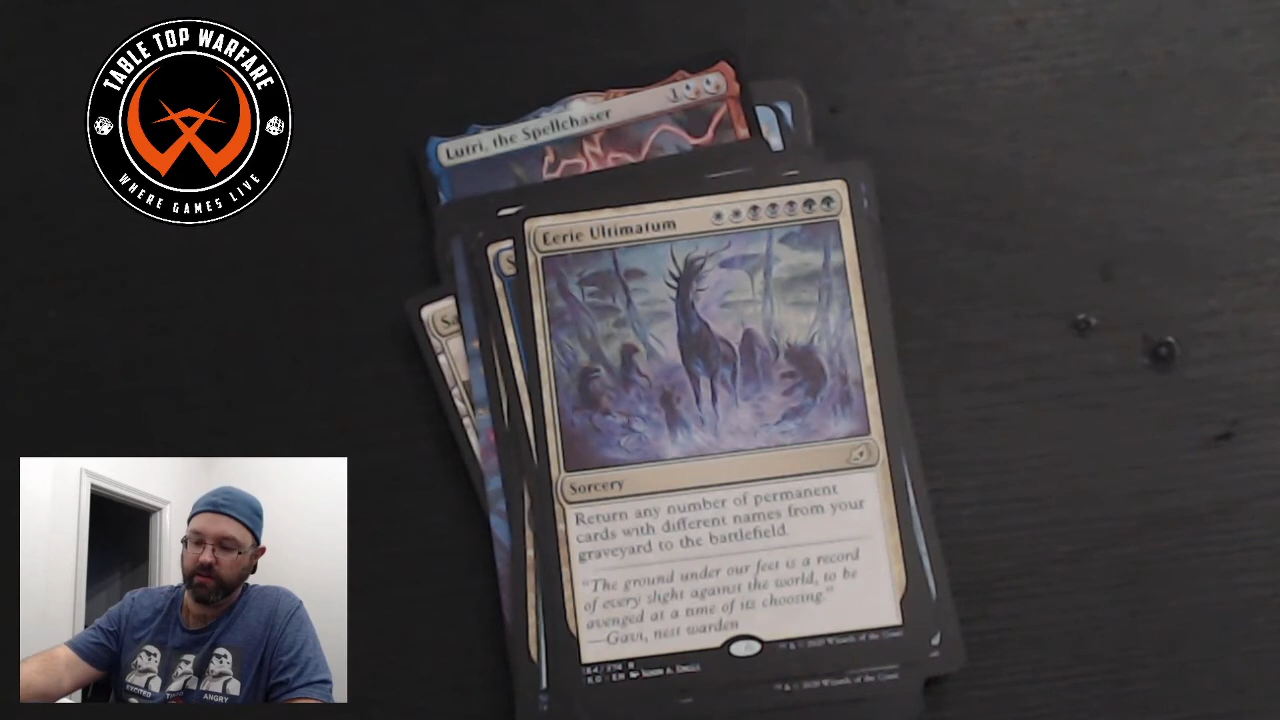 TABLE TOP WARFARE
WHERE GAMES LIVE
Lutri, the Spellchaser
1
Eerie Ultimatum
Sorcery
Return any number of permanent
cards with different names from your
graveyard to the battlefield.
"The ground under our feet is a record
of every slight against the world, to be
avenged at a time of its choosing."
—Gavi, nest warden
EXCITED
ANGRY